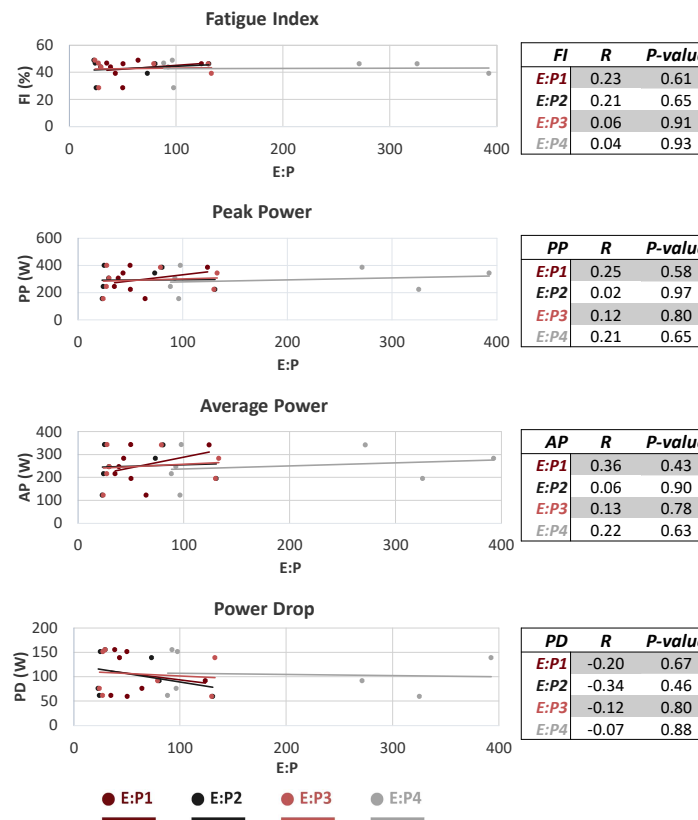 Fatigue Index
60
40
20
0
FI (%)
0 100 200 300 400
E:P
FI R P-value
E:P1 0.23 0.61
E:P2 0.21 0.65
E:P3 0.06 0.91
E:P4 0.04 0.93
Peak Power
600
400
200
0
PP (W)
0 100 200 300 400
E:P
PP R P-value
E:P1 0.25 0.58
E:P2 0.02 0.97
E:P3 0.12 0.80
E:P4 0.21 0.65
Average Power
400
300
200
100
0
AP (W)
0 100 200 300 400
E:P
AP R P-value
E:P1 0.36 0.43
E:P2 0.06 0.90
E:P3 0.13 0.78
E:P4 0.22 0.63
Power Drop
200
150
100
50
0
PD (W)
0 100 200 300 400
E:P
PD R P-value
E:P1 -0.20 0.67
E:P2 -0.34 0.46
E:P3 -0.12 0.80
E:P4 -0.07 0.88
E:P1 E:P2 E:P3 E:P4